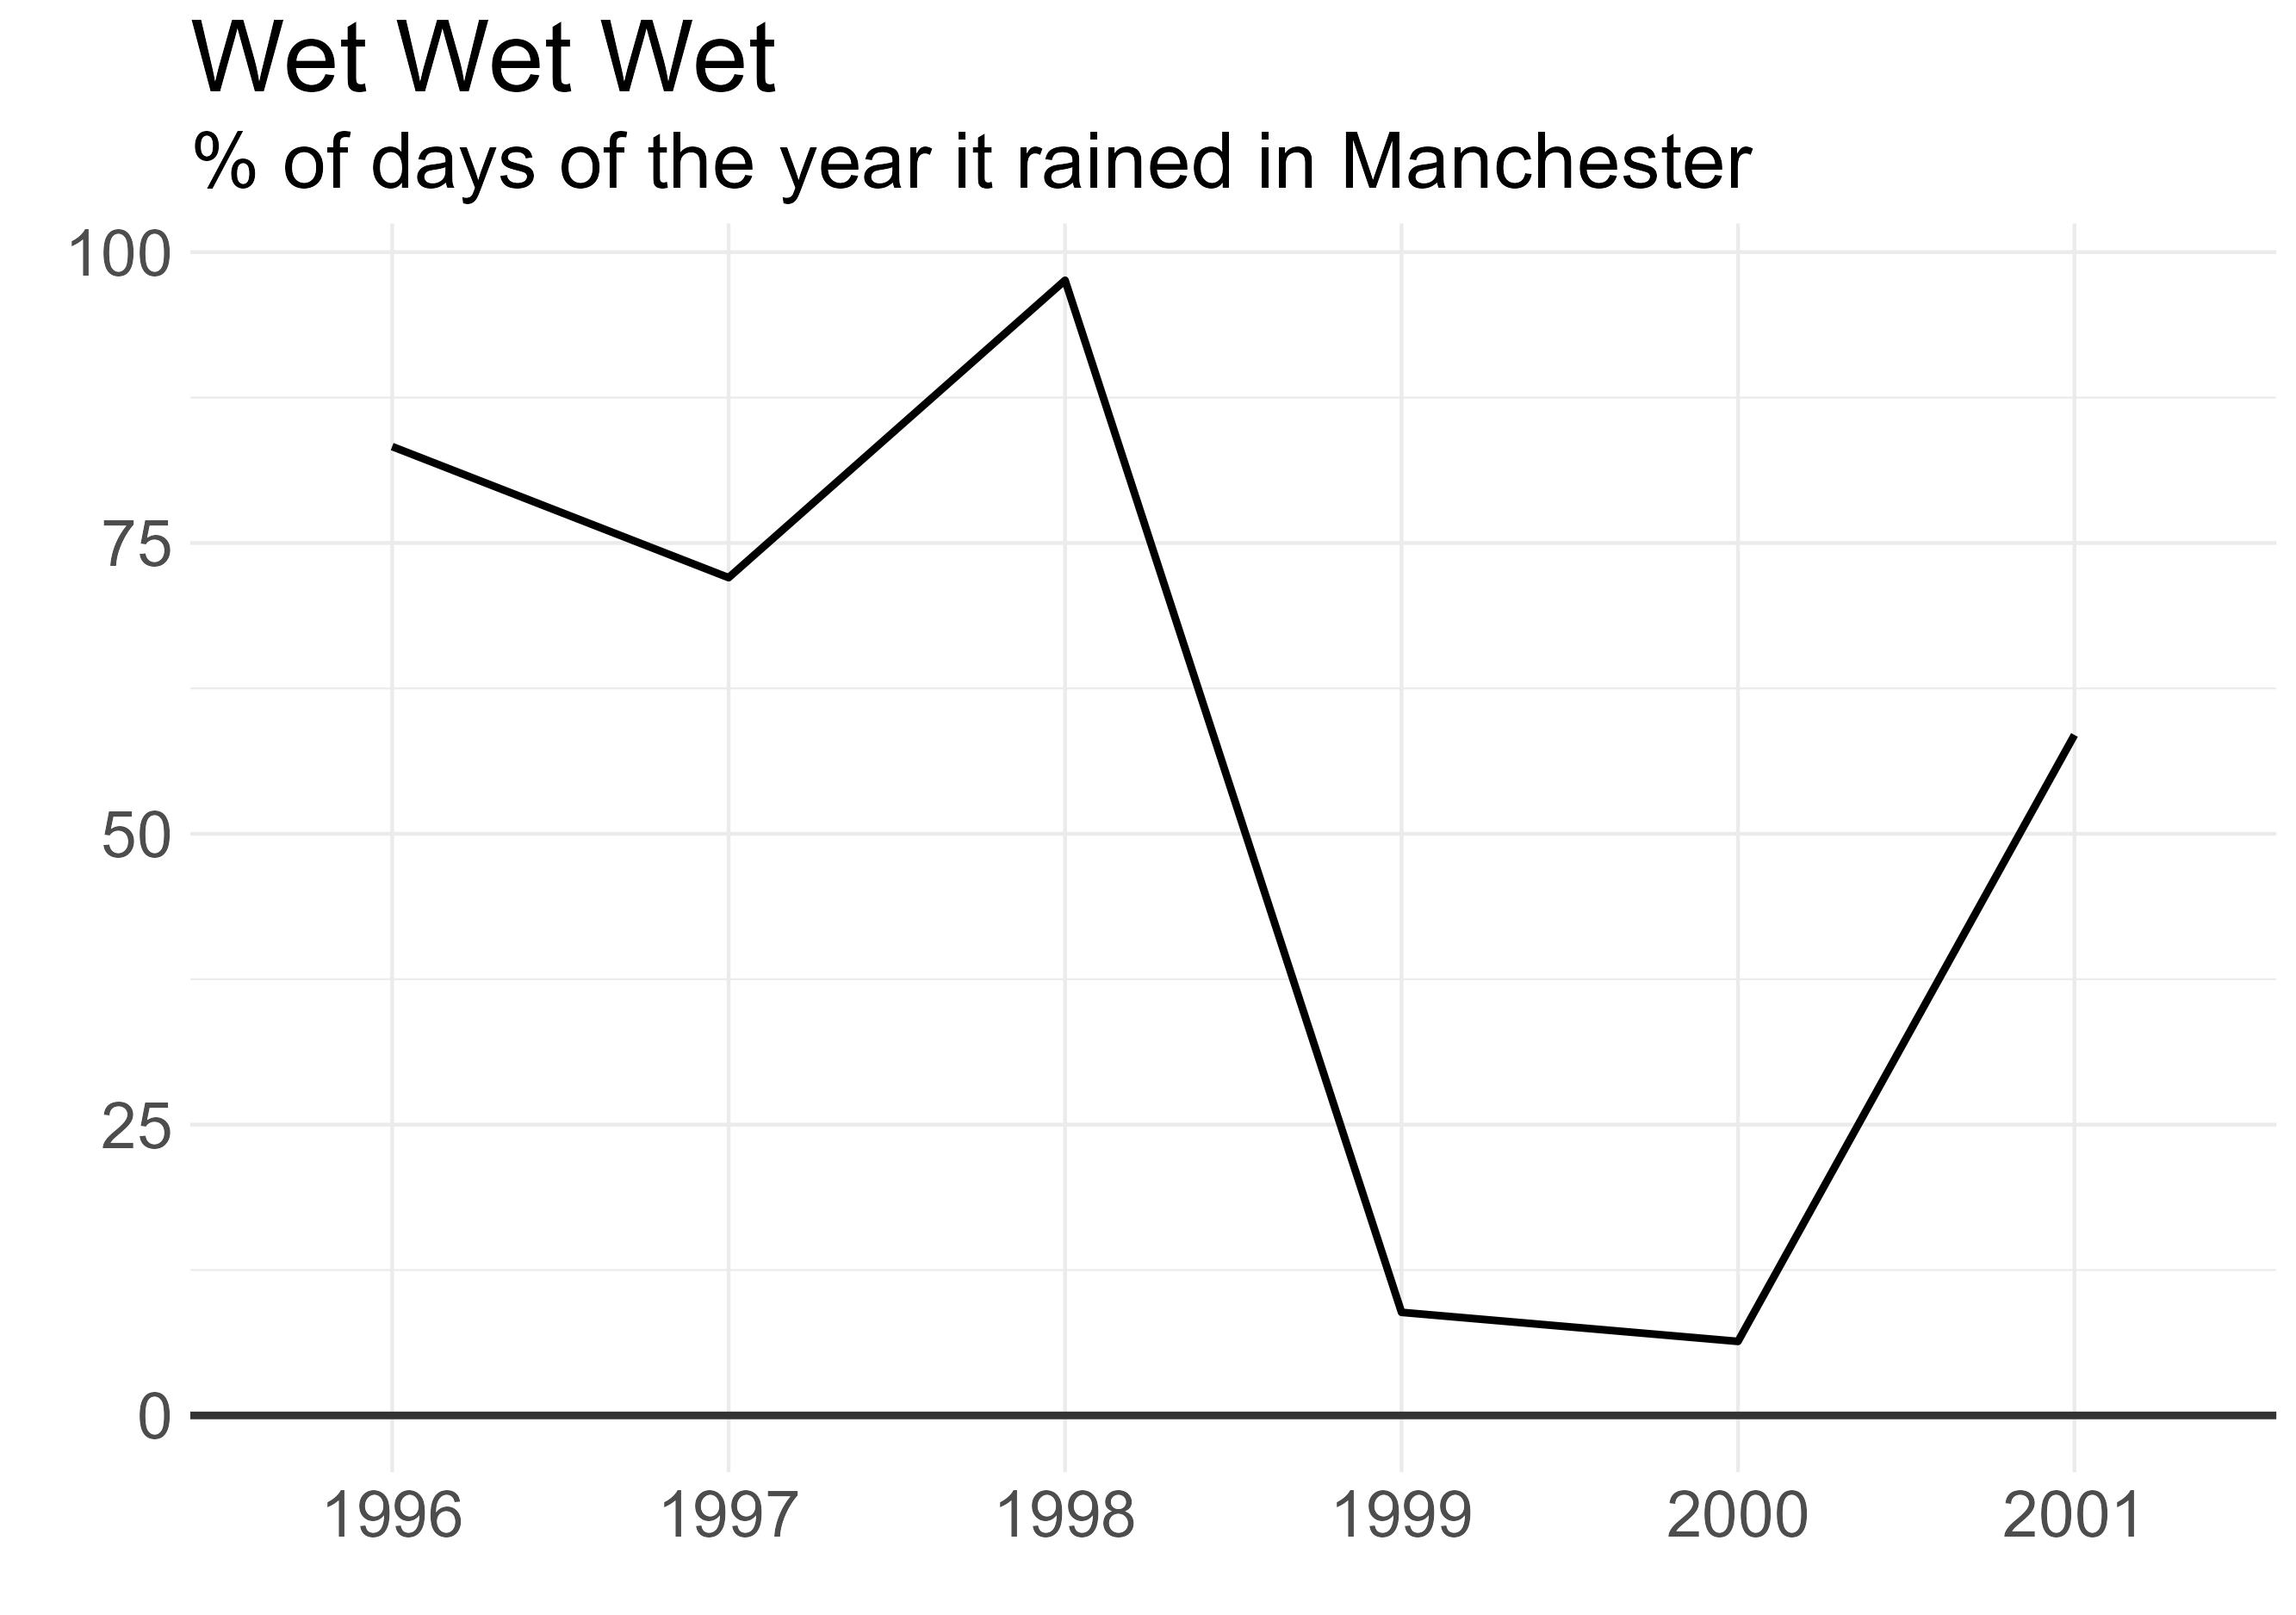 Wet Wet Wet
% of days of the year it rained in Manchester
100
75
50
25
0
1996 1997 1998 1999 2000 2001